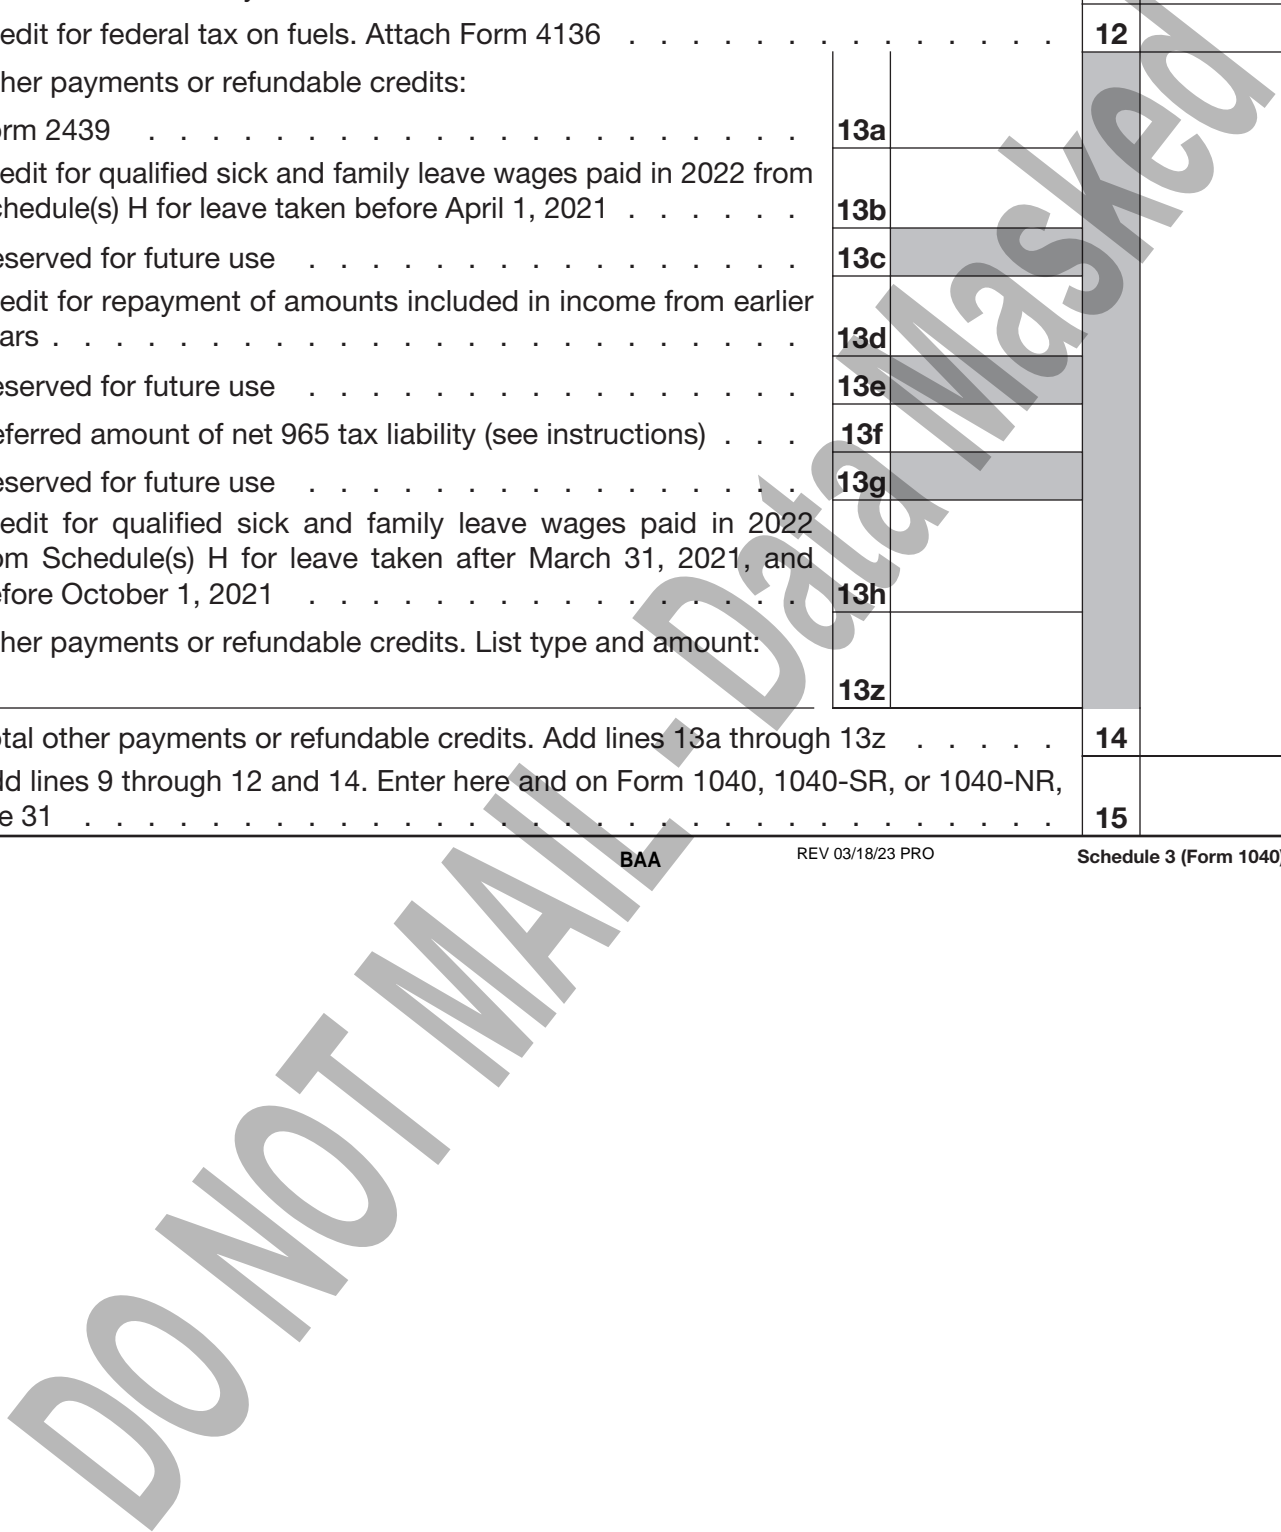 edit for federal tax on fuels. Attach Form 4136 . . . . . . . . . . . . . . 12
her payments or refundable credits:
orm 2439 . . . . . . . . . . . . . . . . . . . . . 13a
edit for qualified sick and family leave wages paid in 2022 from
chedule(s) H for leave taken before April 1, 2021 . . . . . . 13b
eserved for future use . . . . . . . . . . . . . . . . 13c
edit for repayment of amounts included in income from earlier
ars . . . . . . . . . . . . . . . . . . . . . . . . 13d
eserved for future use . . . . . . . . . . . . . . . . 13e
eferred amount of net 965 tax liability (see instructions) . . . 13f
eserved for future use . . . . . . . . . . . . . . . . 13g
edit for qualified sick and family leave wages paid in 2022
om Schedule(s) H for leave taken after March 31, 2021, and
efore October 1, 2021 . . . . . . . . . . . . . . . . 13h
her payments or refundable credits. List type and amount:
13z
otal other payments or refundable credits. Add lines 13a through 13z . . . . . 14
dd lines 9 through 12 and 14. Enter here and on Form 1040, 1040-SR, or 1040-NR,
e 31 . . . . . . . . . . . . . . . . . . . . . . . . . . . . . . . 15
BAA REV 03/18/23 PRO Schedule 3 (Form 1040)
DO NOT MAIL - Data Masked